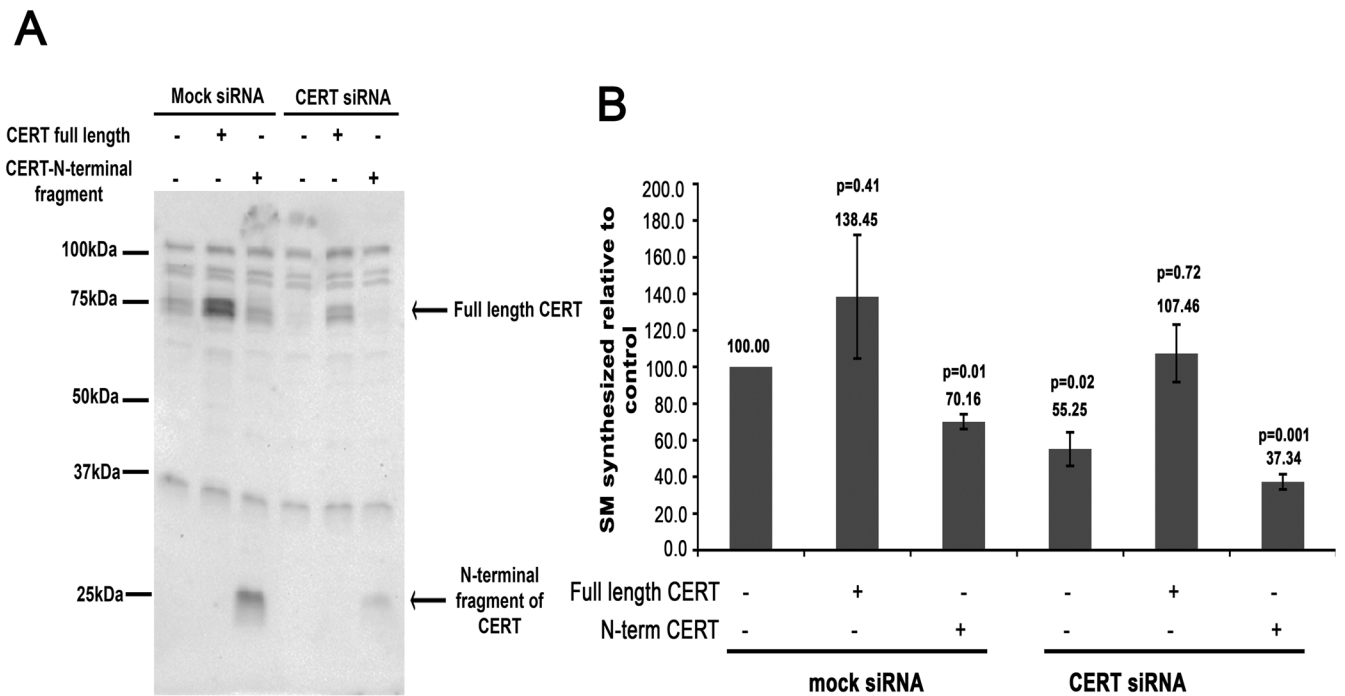 A
Mock siRNA CERT siRNA
CERT full length - + - - + -
CERT-N-terminal
fragment - - + - - +
100kDa
75kDa
Full length CERT
50kDa
37kDa
25kDa
N-terminal
fragment of
CERT
B
SM synthesized relative to
control
200.0
180.0
160.0
140.0
120.0
100.0
80.0
60.0
40.0
20.0
0.0
100.00
p=0.41
138.45
p=0.01
70.16
p=0.02
55.25
p=0.72
107.46
p=0.001
37.34
Full length CERT - + - - + -
N-term CERT - - + - - +
mock siRNA CERT siRNA